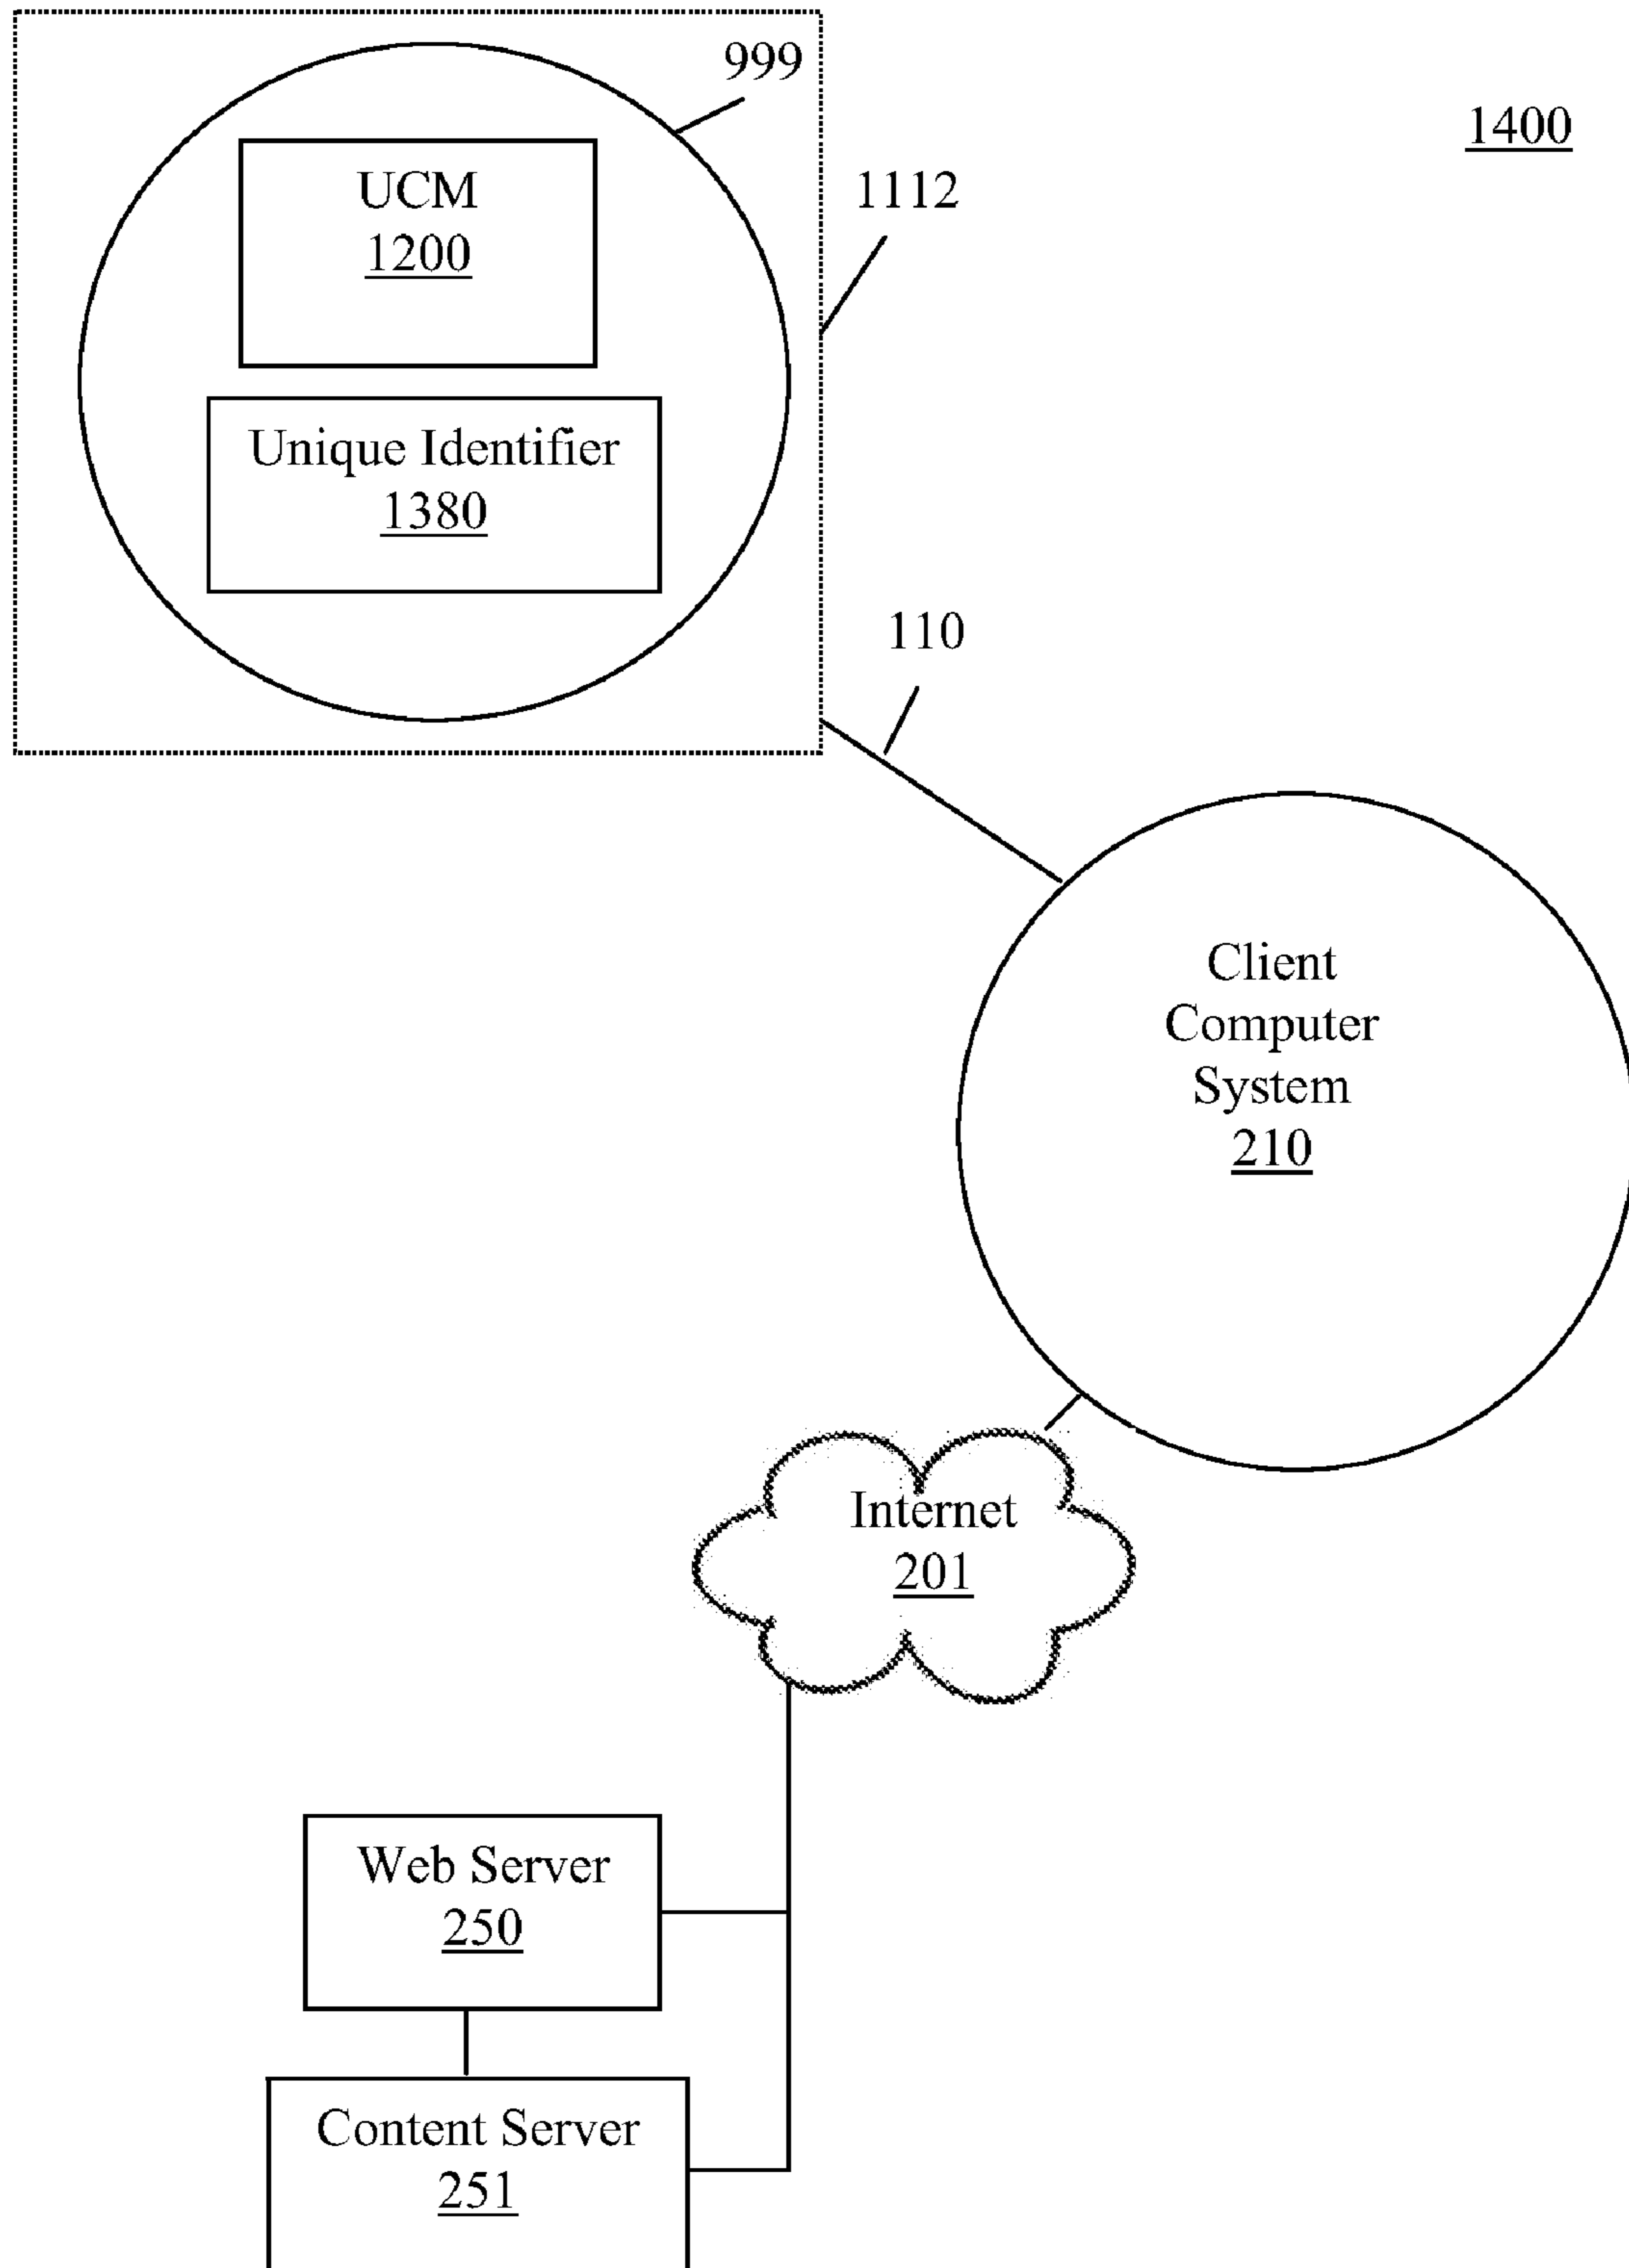 999
1400
UCM
1200
1112
Unique Identifier
1380
110
Client
Computer
System
210
Internet
201
Web Server
250
Content Server
251